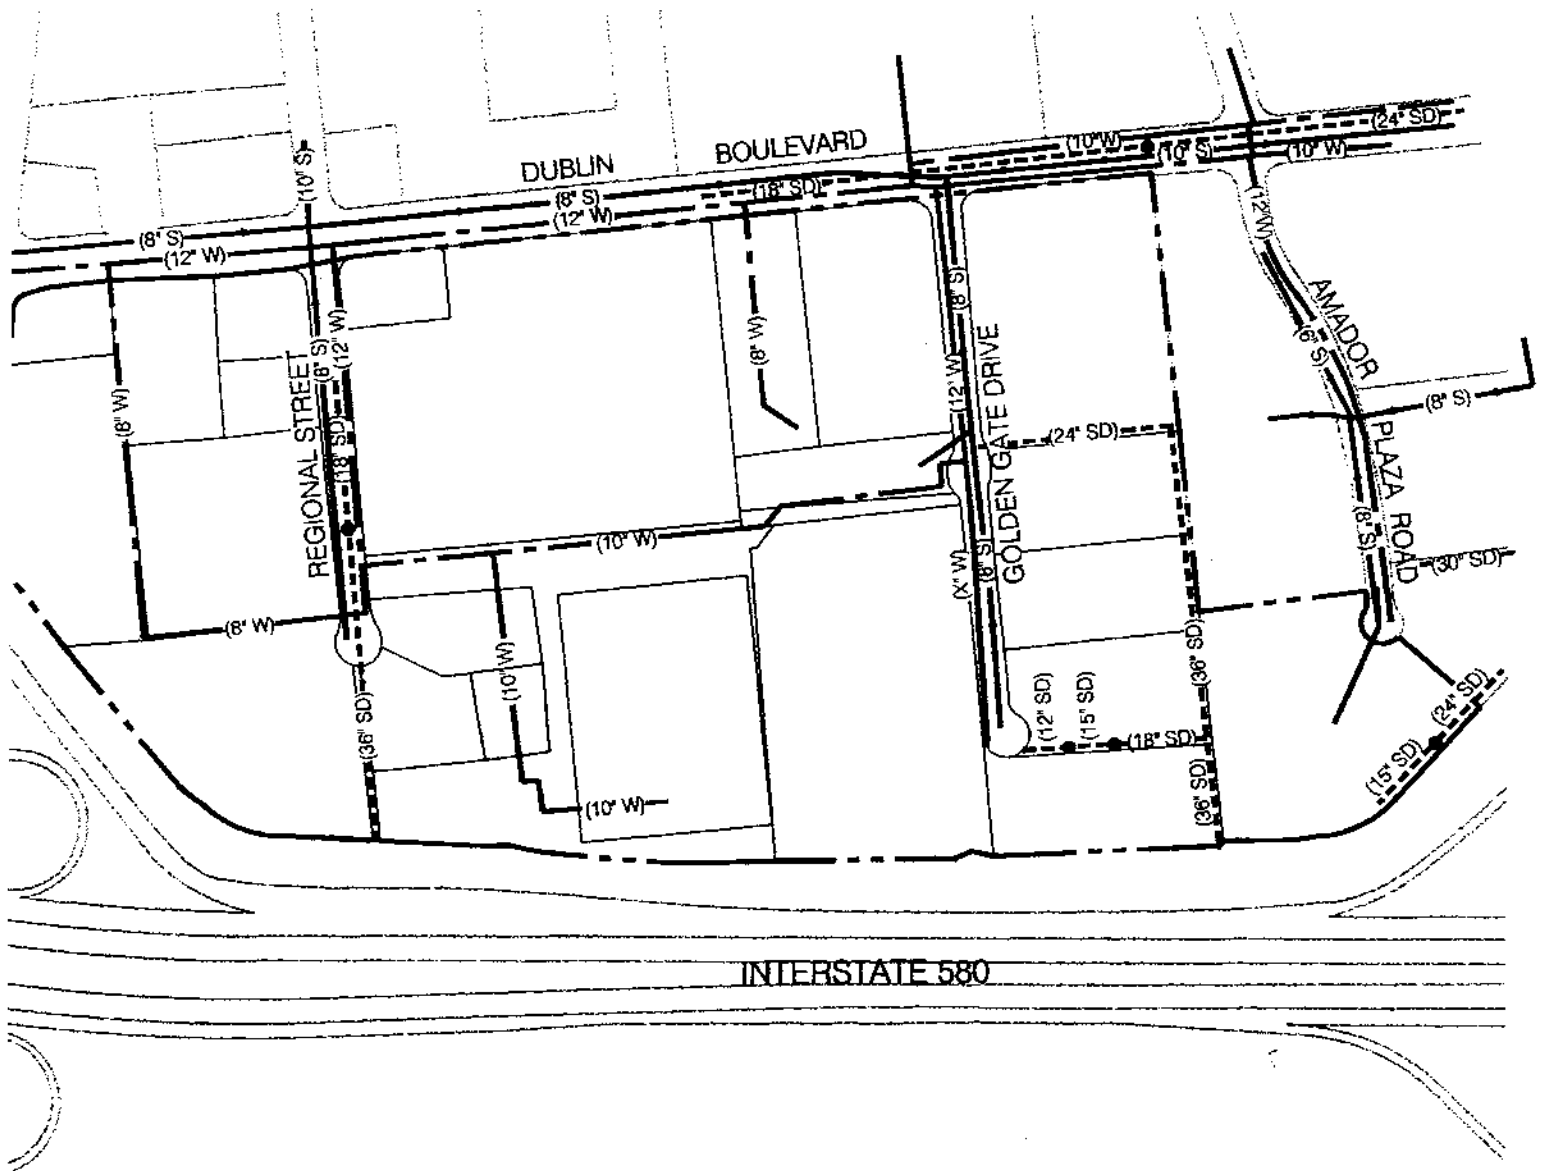 (24" SD)
BOULEVARD
(10" W)
(10" S)
(10" W)
DUBLIN
(10" S)
(8" S)
(18" SD)
(12" W)
(8" S)
(12" W)
(12" W)
(8" S)
(12" W)
(8" S)
(8" W)
(6" S)
AMADOR
(8" W)
REGIONAL STREET
(18" SD)
(12" W)
GOLDEN GATE DRIVE
(24" SD)
(8" S)
PLAZA ROAD
(8" S)
(10" W)
(X" W)
(8" S)
(30" SD)
(8" W)
(10" W)
(36" SD)
(36" SD)
(12" SD)
(15" SD)
(18" SD)
(24" SD)
(15" SD)
(36" SD)
(10" W)
INTERSTATE 580